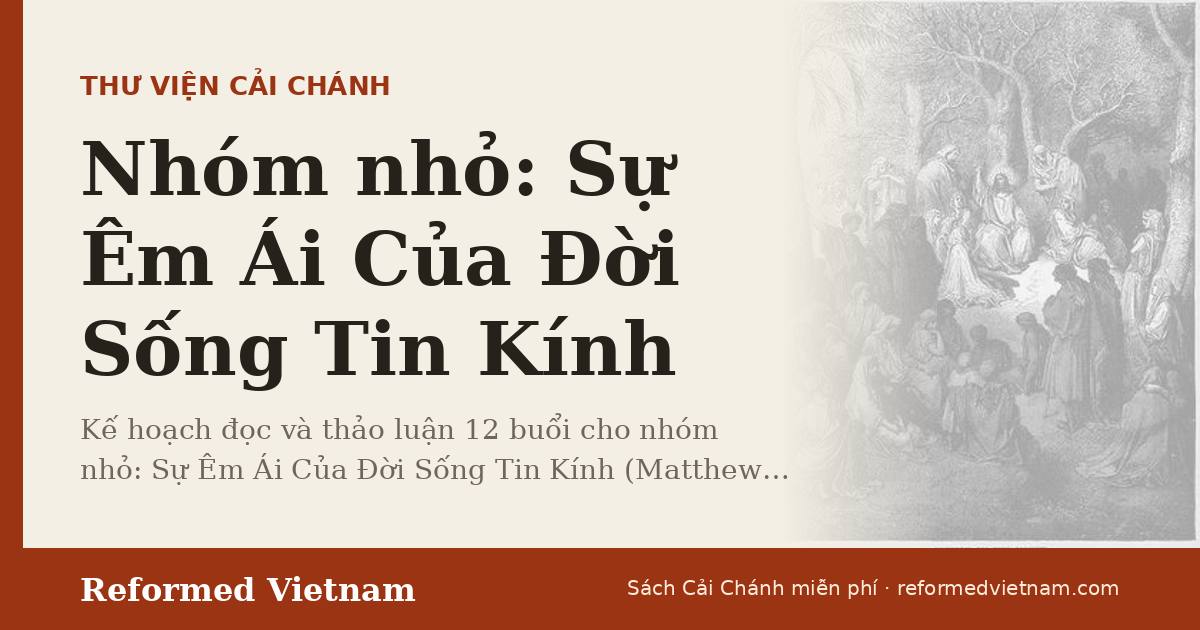 THƯ VIỆN CẢI CHÁNH
Nhóm nhỏ: Sự
Êm Ái Của Đời
Sống Tin Kính
Kế hoạch đọc và thảo luận 12 buổi cho nhóm
nhỏ: Sự Êm Ái Của Đời Sống Tin Kính (Matthew…
Reformed Vietnam
Sách Cải Chánh miễn phí · reformedvietnam.com